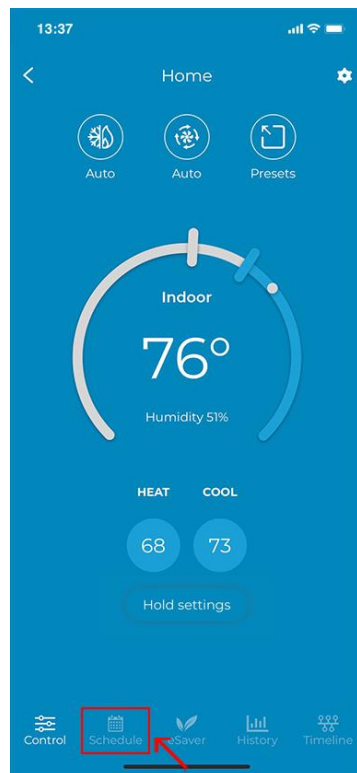 13:37
Home
Auto
Auto
Presets
Indoor
76°
Humidity 51%
HEAT
COOL
68
73
Hold settings
Control
Schedule
eSaver
History
Timeline